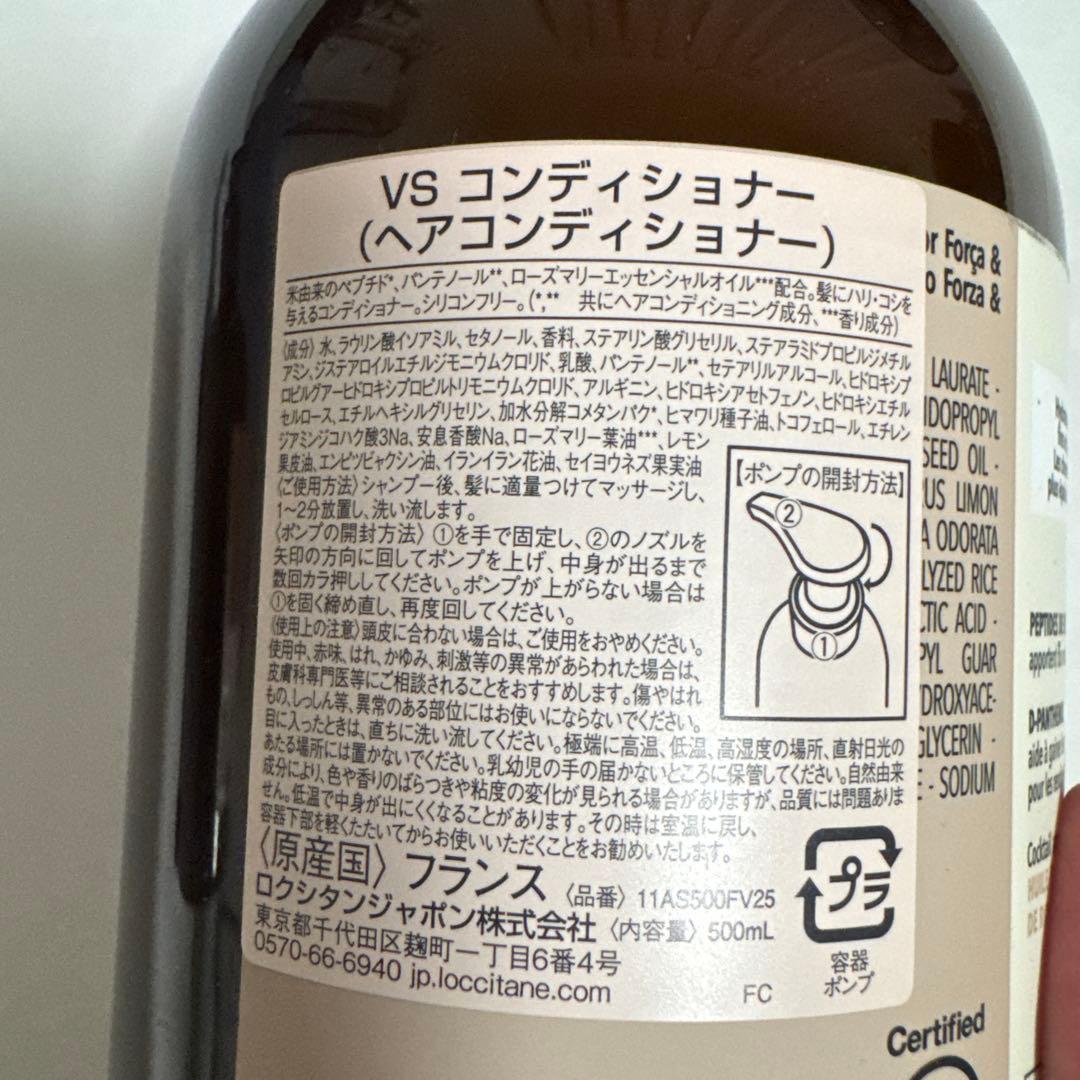 VS コンディショナー
(ヘアコンディショナー)
米由来のペプチド*、パンテノール**、ローズマリーエッセンシャルオイル***配合。髪にハリ・コシを
与えるコンディショナー。シリコンフリー。(*,** 共にヘアコンディショニング成分、***香り成分)
〈成分〉水、ラウリン酸イソアミル、セタノール、香料、ステアリン酸グリセリル、ステアラミドプロピルジメチル
アミン、ジステアロイルエチルジモニウムクロリド、乳酸、パンテノール**、セテアリルアルコール、ヒドロキシプ
ロピルグアーヒドロキシプロピルトリモニウムクロリド、アルギニン、ヒドロキシアセトフェノン、ヒドロキシエチル
セルロース、エチルヘキシルグリセリン、加水分解コメタンパク*、ヒマワリ種子油、トコフェロール、エチレン
ジアミンジコハク酸3Na、安息香酸Na、ローズマリー葉油***、レモン
果皮油、エンピツビャクシン油、イランイラン花油、セイヨウネズ果実油
〈ご使用方法〉シャンプー後、髪に適量つけてマッサージし、
1〜2分放置し、洗い流します。
〈ポンプの開封方法〉①を手で固定し、②のノズルを
矢印の方向に回してポンプを上げ、中身が出るまで
数回カラ押ししてください。ポンプが上がらない場合は
①を固く締め直し、再度回してください。
〈使用上の注意〉頭皮に合わない場合は、ご使用をおやめください。
使用中、赤味、はれ、かゆみ、刺激等の異常があらわれた場合は、
皮膚科専門医等にご相談されることをおすすめします。傷やはれ
もの、しっしん等、異常のある部位にはお使いにならないでください。
目に入ったときは、直ちに洗い流してください。極端に高温、低温、高湿度の場所、直射日光の
あたる場所には置かないでください。乳幼児の手の届かないところに保管してください。自然由来
成分により、色や香りのばらつきや粘度の変化が見られる場合がありますが、品質には問題ありま
せん。低温で中身が出にくくなることがあります。その時は室温に戻し、
容器下部を軽くたたいてからお使いいただくことをお勧めいたします。
〈原産国〉フランス 〈品番〉11AS500FV25
ロクシタンジャポン株式会社 〈内容量〉500mL
東京都千代田区麹町一丁目6番4号
0570-66-6940 jp.loccitane.com
FC
【ポンプの開封方法】
②
①
プラ
容器
ポンプ
or Força &
o Forza &
LAURATE -
IDOPROPYL
SEED OIL -
RUS LIMON
A ODORATA
LYZED RICE
CTIC ACID -
PYL GUAR
DROXYACE-
GLYCERIN -
- SODIUM
PEPTIDES
apportent
D-PANTHEN
aide à
pour les
Cocktail
Certified